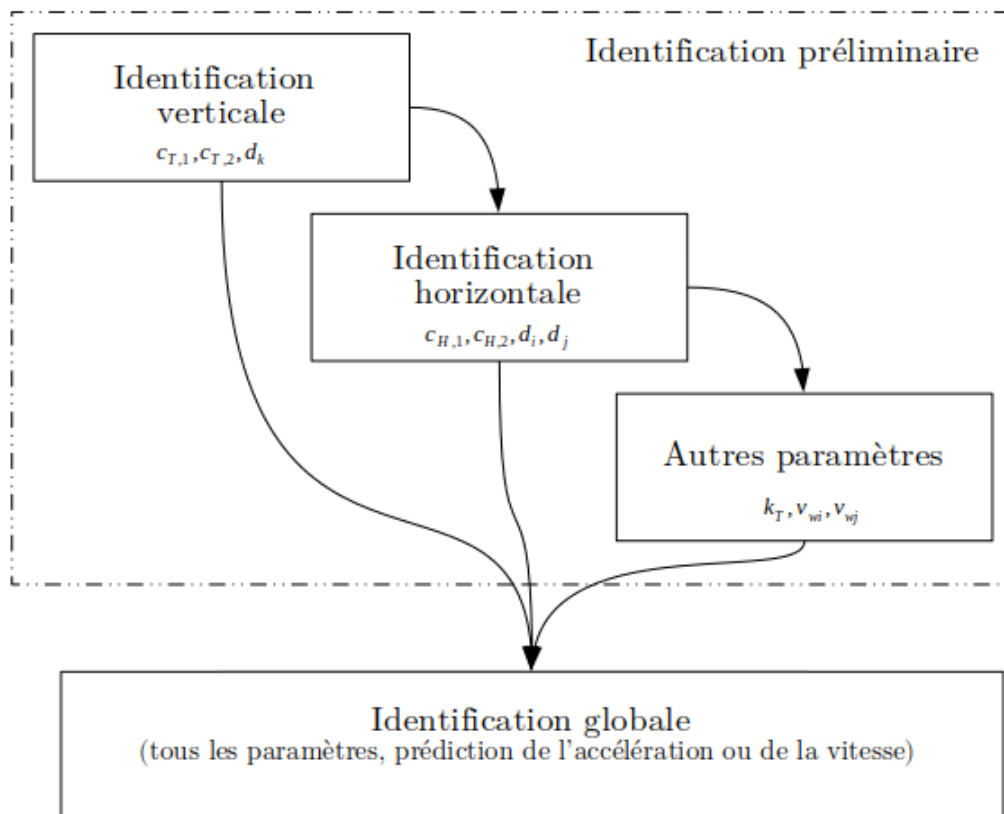 Identification préliminaire
Identification
verticale
c_{T,1}, c_{T,2}, d_k
Identification
horizontale
c_{H,1}, c_{H,2}, d_i, d_j
Autres paramètres
k_T, v_{wi}, v_{wj}
Identification globale
(tous les paramètres, prédiction de l'accélération ou de la vitesse)